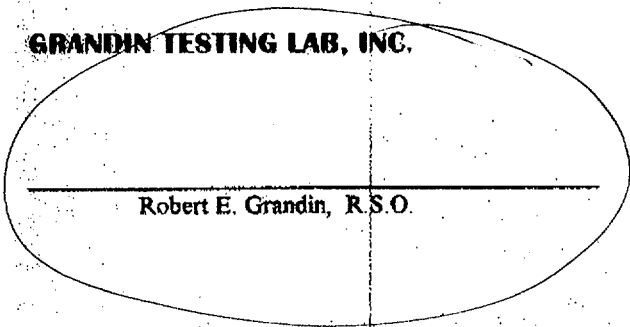 GRANDIN TESTING LAB, INC.
Robert E. Grandin, R.S.O.